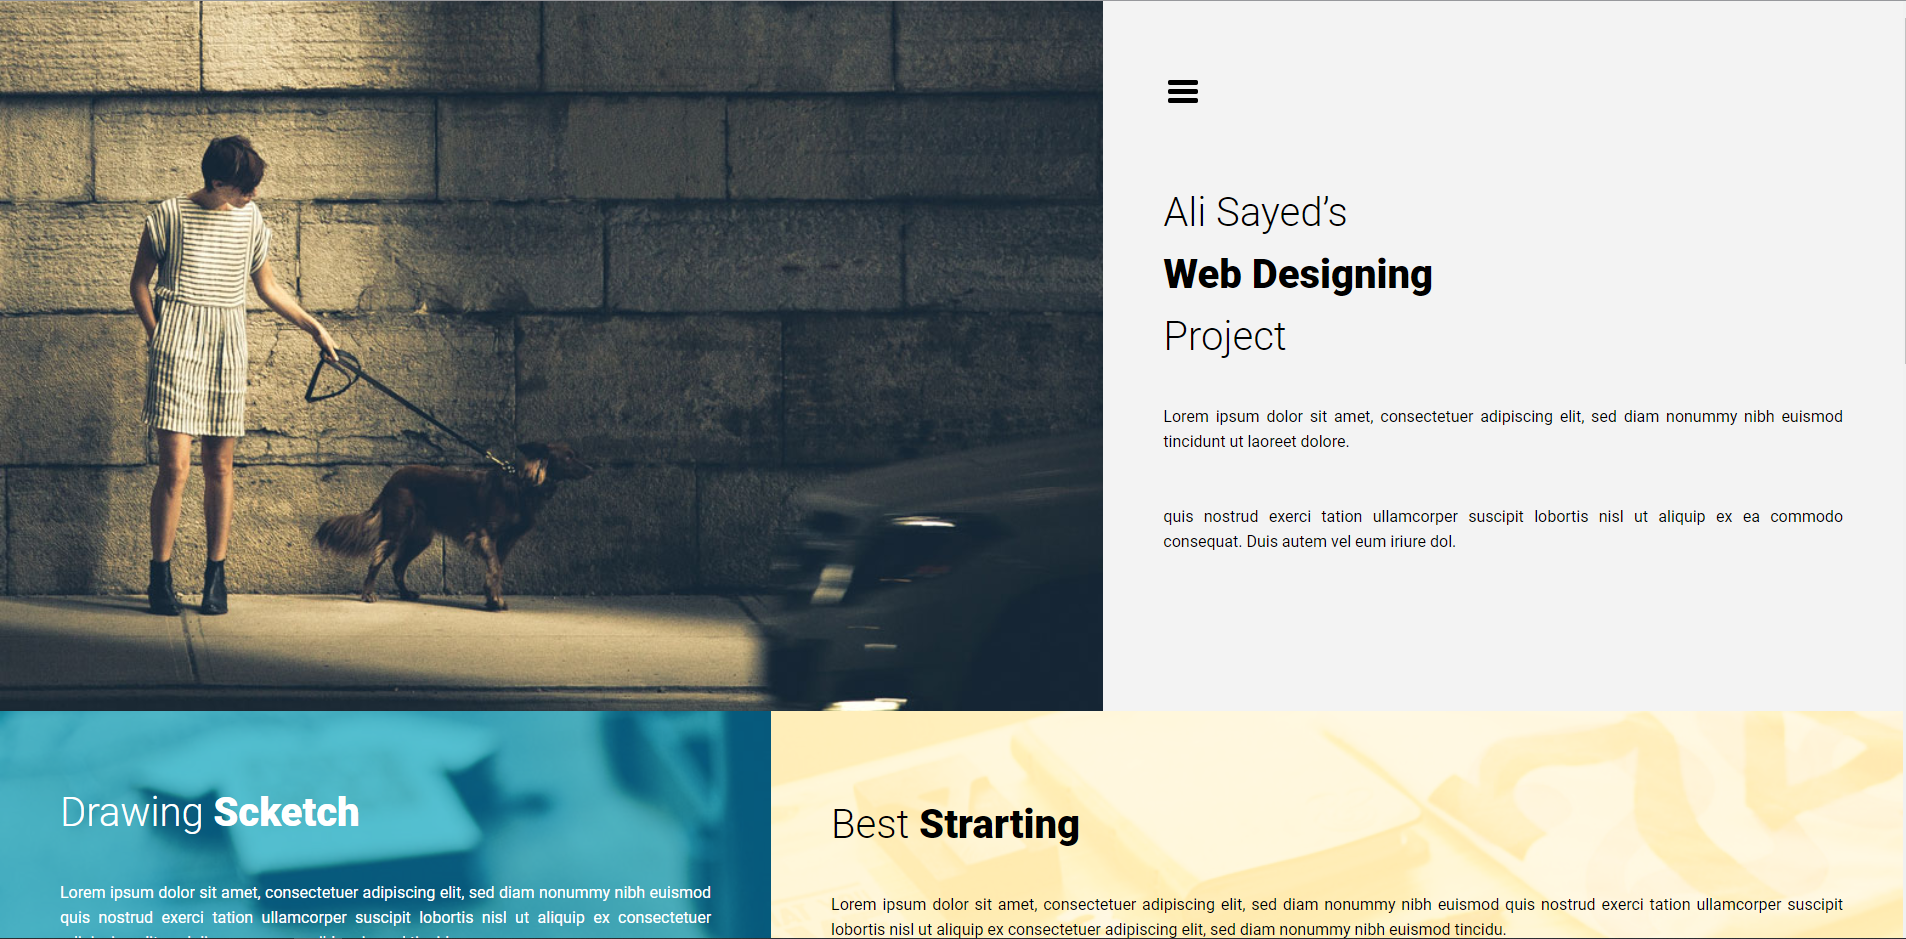 Ali Sayed’s
Web Designing
Project
Lorem ipsum dolor sit amet, consectetuer adipiscing elit, sed diam nonummy nibh euismod
tincidunt ut laoreet dolore.
quis nostrud exerci tation ullamcorper suscipit lobortis nisl ut aliquip ex ea commodo
consequat. Duis autem vel eum iriure dol.
Drawing Scketch
Lorem ipsum dolor sit amet, consectetuer adipiscing elit, sed diam nonummy nibh euismod
quis nostrud exerci tation ullamcorper suscipit lobortis nisl ut aliquip ex consectetuer
Best Strarting
Lorem ipsum dolor sit amet, consectetuer adipiscing elit, sed diam nonummy nibh euismod quis nostrud exerci tation ullamcorper suscipit
lobortis nisl ut aliquip ex consectetuer adipiscing elit, sed diam nonummy nibh euismod tincidu.